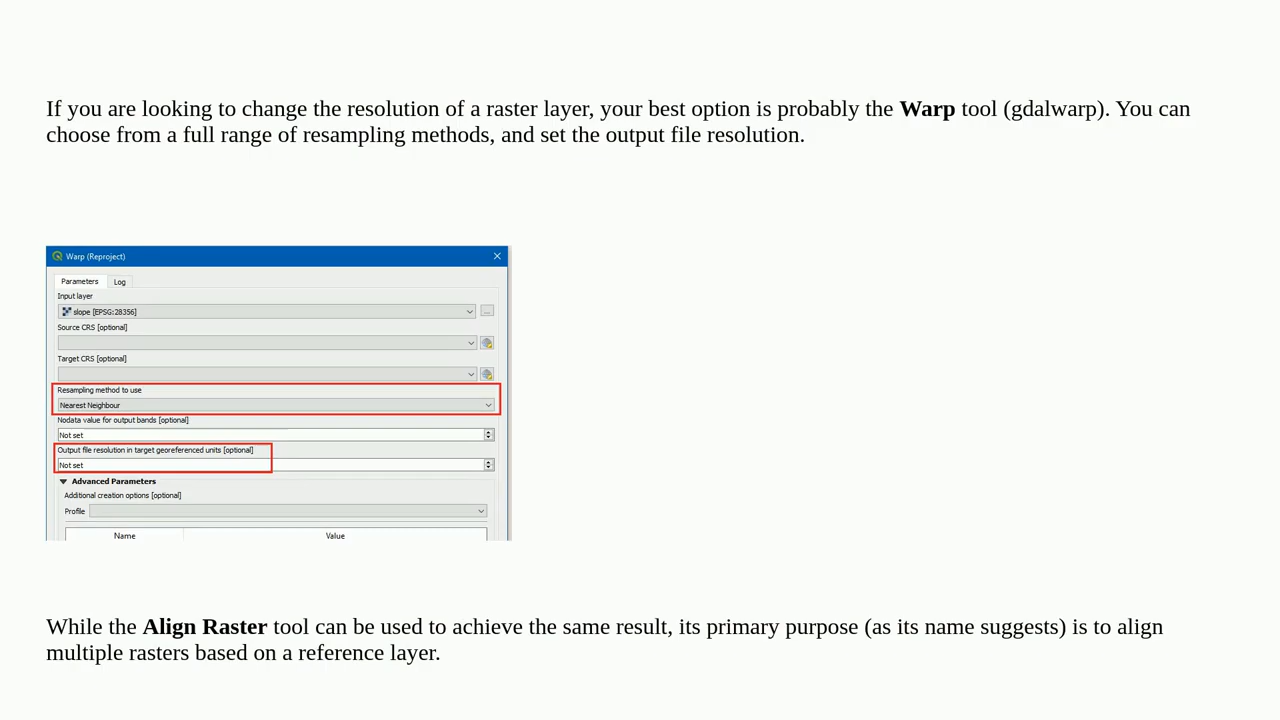 If you are looking to change the resolution of a raster layer, your best option is probably the Warp tool (gdalwarp). You can
choose from a full range of resampling methods, and set the output file resolution.
Warp (Reproject)
Parameters Log
Input layer
slope [EPSG:28356]
...
Source CRS [optional]
Target CRS [optional]
Resampling method to use
Nearest Neighbour
Nodata value for output bands [optional]
Not set
Output file resolution in target georeferenced units [optional]
Not set
Advanced Parameters
Additional creation options [optional]
Profile
Name Value
While the Align Raster tool can be used to achieve the same result, its primary purpose (as its name suggests) is to align
multiple rasters based on a reference layer.